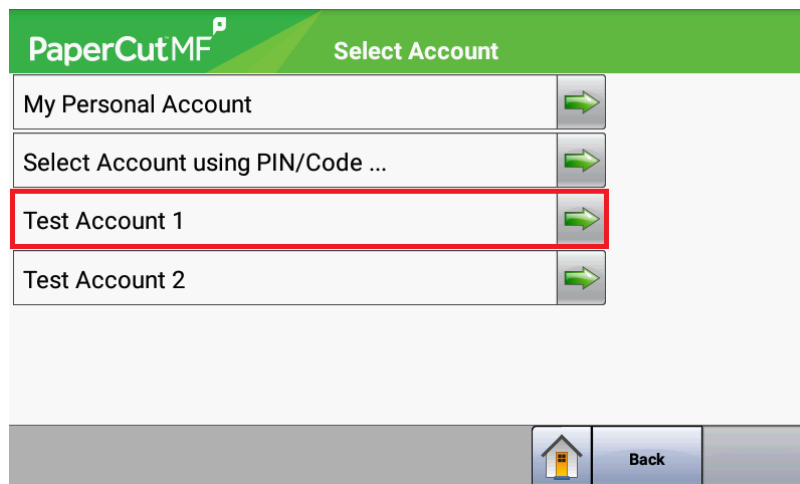 PaperCut MF
Select Account
My Personal Account
Select Account using PIN/Code ...
Test Account 1
Test Account 2
Back